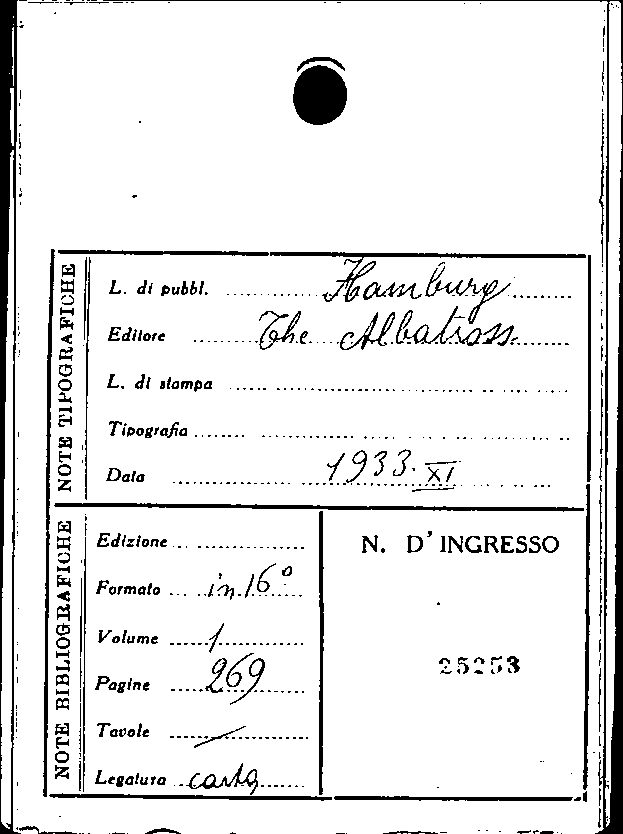 NOTE TIPOGRAFICHE
L. di pubbl. Hamburg
Editore The Albatross.
L. di stampa
Tipografia
Data 1933. XI
NOTE BIBLIOGRAFICHE
Edizione
Formato in 16°
Volume 1
Pagine 269
Tavole /
Legatura carta
N. D'INGRESSO
25253